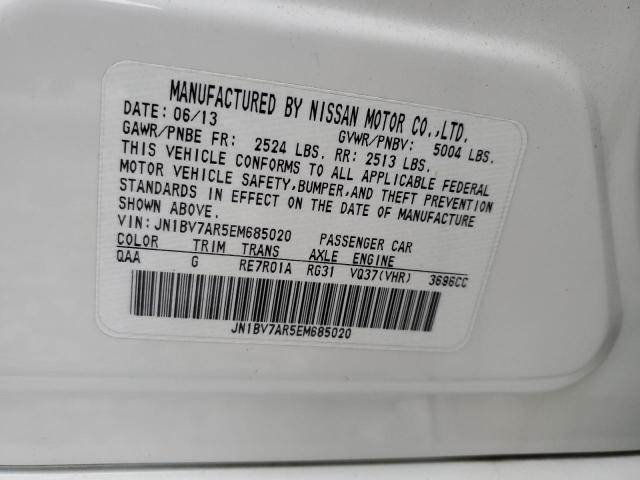 MANUFACTURED BY NISSAN MOTOR CO.,LTD.
DATE: 06/13 GVWR/PNBV: 5004 LBS.
GAWR/PNBE FR: 2524 LBS. RR: 2513 LBS.
THIS VEHICLE CONFORMS TO ALL APPLICABLE FEDERAL
MOTOR VEHICLE SAFETY,BUMPER,AND THEFT PREVENTION
STANDARDS IN EFFECT ON THE DATE OF MANUFACTURE
SHOWN ABOVE.
VIN: JN1BV7AR5EM685020 PASSENGER CAR
COLOR TRIM TRANS AXLE ENGINE
QAA G RE7R01A RG31 VQ37(VHR) 3696CC
JN1BV7AR5EM685020